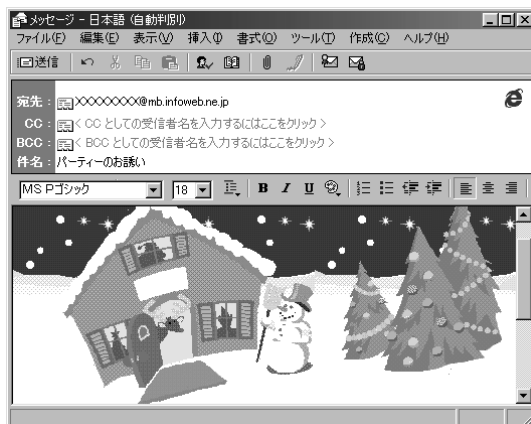 メッセージ - 日本語 (自動判別)
ファイル(F) 編集(E) 表示(V) 挿入(I) 書式(O) ツール(T) 作成(C) ヘルプ(H)
送信
宛先: XXXXXXXX@mb.infoweb.ne.jp
CC: < CC としての受信者名を入力するにはここをクリック >
BCC: < BCC としての受信者名を入力するにはここをクリック >
件名: パーティーのお誘い
MS Pゴシック 18 B I U